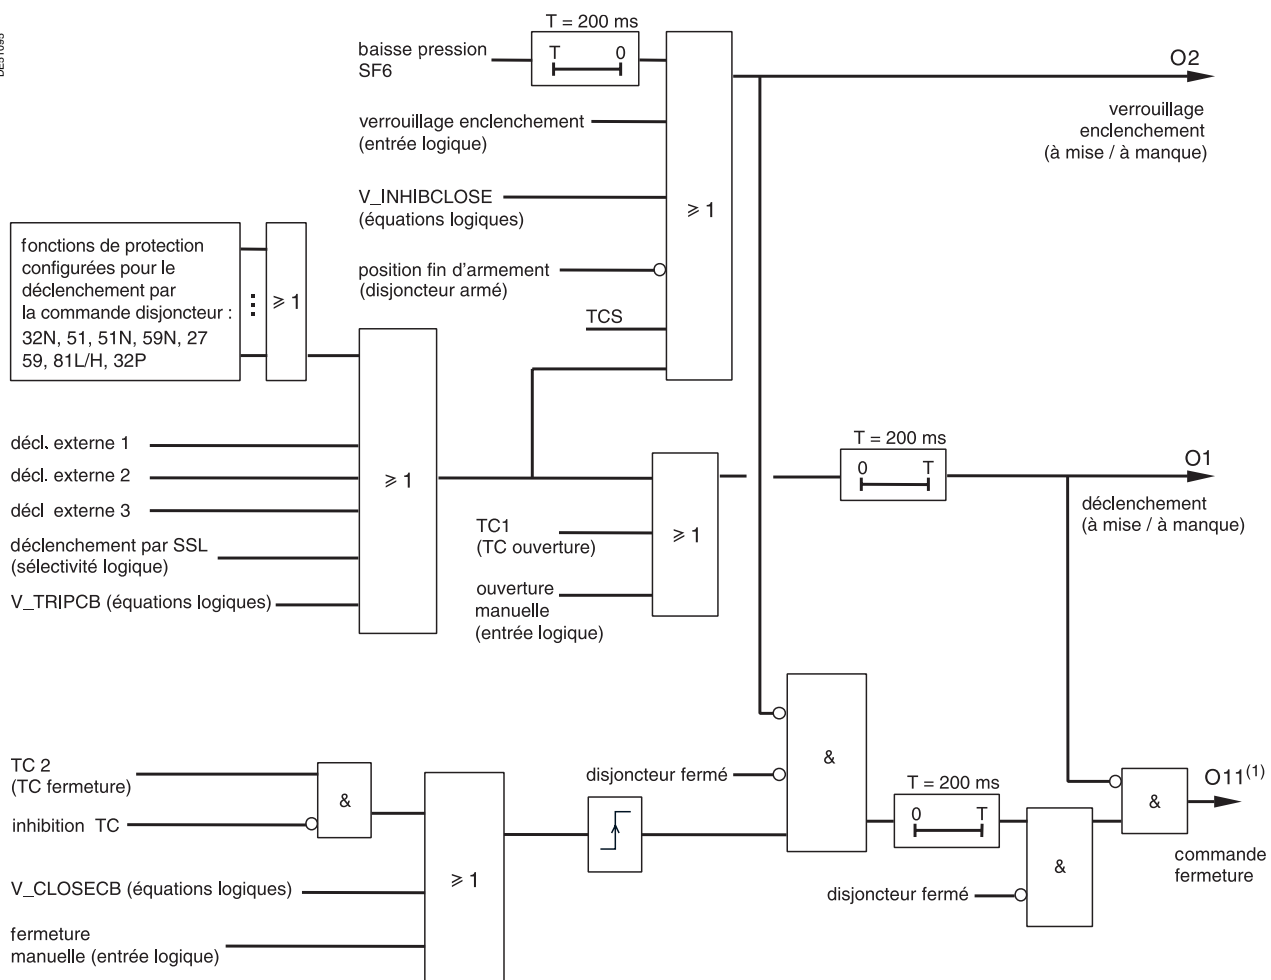 T = 200 ms
baisse pression
SF6
T 0
O2
verrouillage
enclenchement
(à mise / à manque)
verrouillage enclenchement
(entrée logique)
V_INHIBCLOSE
(équations logiques)
≥ 1
position fin d'armement
(disjoncteur armé)
TCS
fonctions de protection
configurées pour le
déclenchement par
la commande disjoncteur :
32N, 51, 51N, 59N, 27
59, 81L/H, 32P
≥ 1
décl. externe 1
décl. externe 2
décl externe 3
déclenchement par SSL
(sélectivité logique)
V_TRIPCB (équations logiques)
≥ 1
TC1
(TC ouverture)
ouverture
manuelle
(entrée logique)
≥ 1
T = 200 ms
0 T
O1
déclenchement
(à mise / à manque)
TC 2
(TC fermeture)
inhibition TC
&
V_CLOSECB (équations logiques)
fermeture
manuelle (entrée logique)
≥ 1
disjoncteur fermé
&
T = 200 ms
0 T
disjoncteur fermé
&
&
O11(1)
commande
fermeture